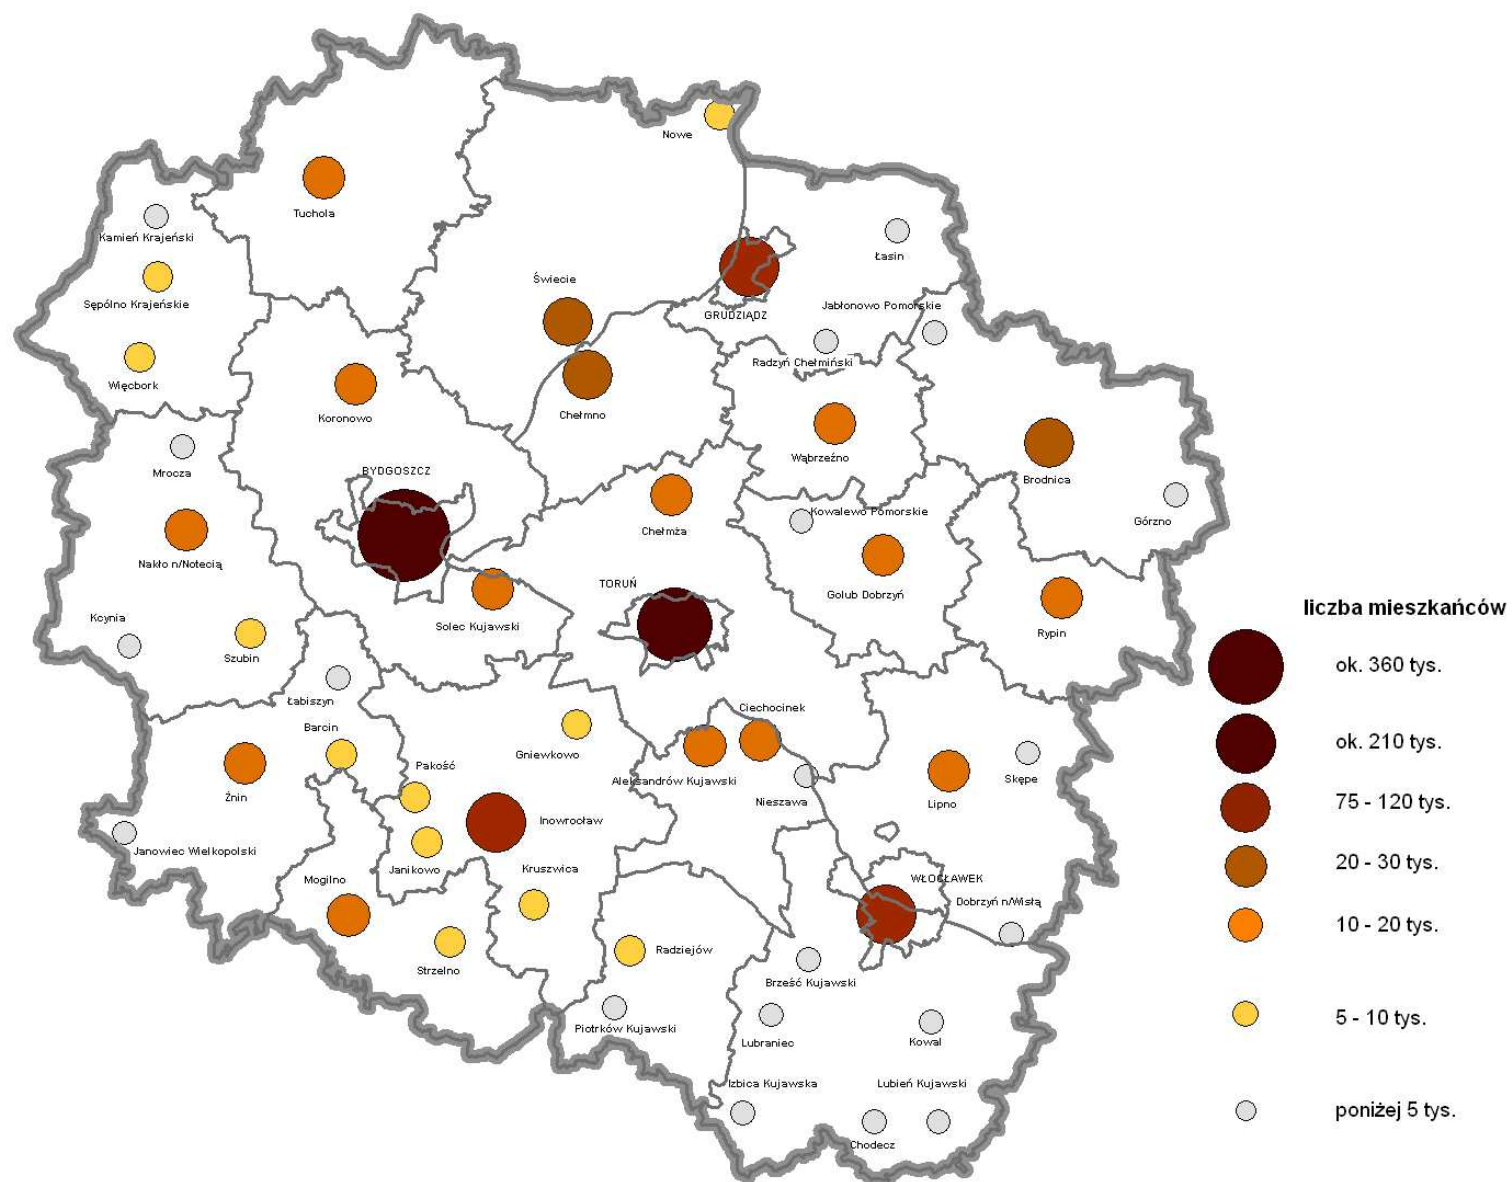 Nowe
Tuchola
Kamień Krajeński
Łasin
Sępólno Krajeńskie
Świecie
Jabłonowo Pomorskie
GRUDZIĄDZ
Radzyń Chełmiński
Więcbork
Koronowo
Chełmno
Wąbrzeźno
Mrocza
BYDGOSZCZ
Brodnica
Górzno
Kowalewo Pomorskie
Chełmża
Nakło n/Notecią
TORUŃ
Golub Dobrzyń
Kcynia
Solec Kujawski
Rypin
Szubin
Łabiszyn
Barcin
Ciechocinek
Gniewkowo
Pakość
Aleksandrów Kujawski
Skępe
Żnin
Nieszawa
Lipno
Inowrocław
Janowiec Wielkopolski
Janikowo
Kruszwica
Mogilno
WŁOCŁAWEK
Dobrzyń n/Wisłą
Radziejów
Strzelno
Brześć Kujawski
Piotrków Kujawski
Lubraniec
Kowal
Izbica Kujawska
Lubień Kujawski
Chodecz
liczba mieszkańców
ok. 360 tys.
ok. 210 tys.
75 - 120 tys.
20 - 30 tys.
10 - 20 tys.
5 - 10 tys.
poniżej 5 tys.